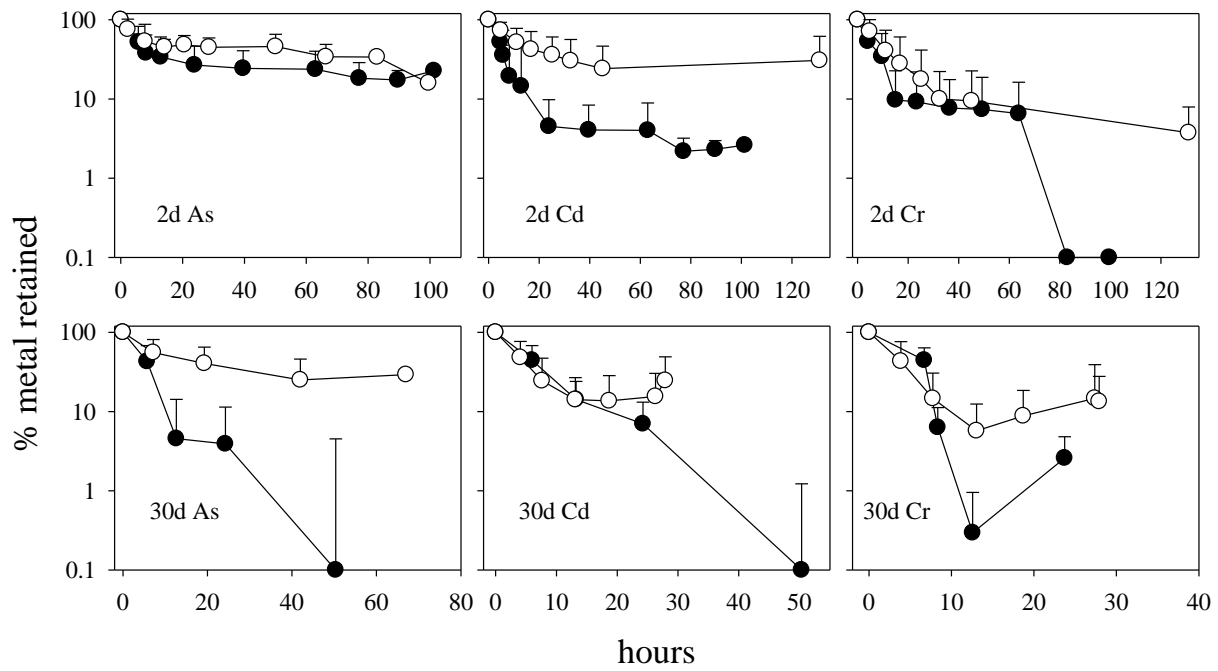 % metal retained
100
10
1
0.1
2d As
2d Cd
2d Cr
0 20 40 60 80 100
0 20 40 60 80 100 120
0 20 40 60 80 100 120
100
10
1
0.1
30d As
30d Cd
30d Cr
0 20 40 60 80
0 10 20 30 40 50
0 10 20 30 40
hours